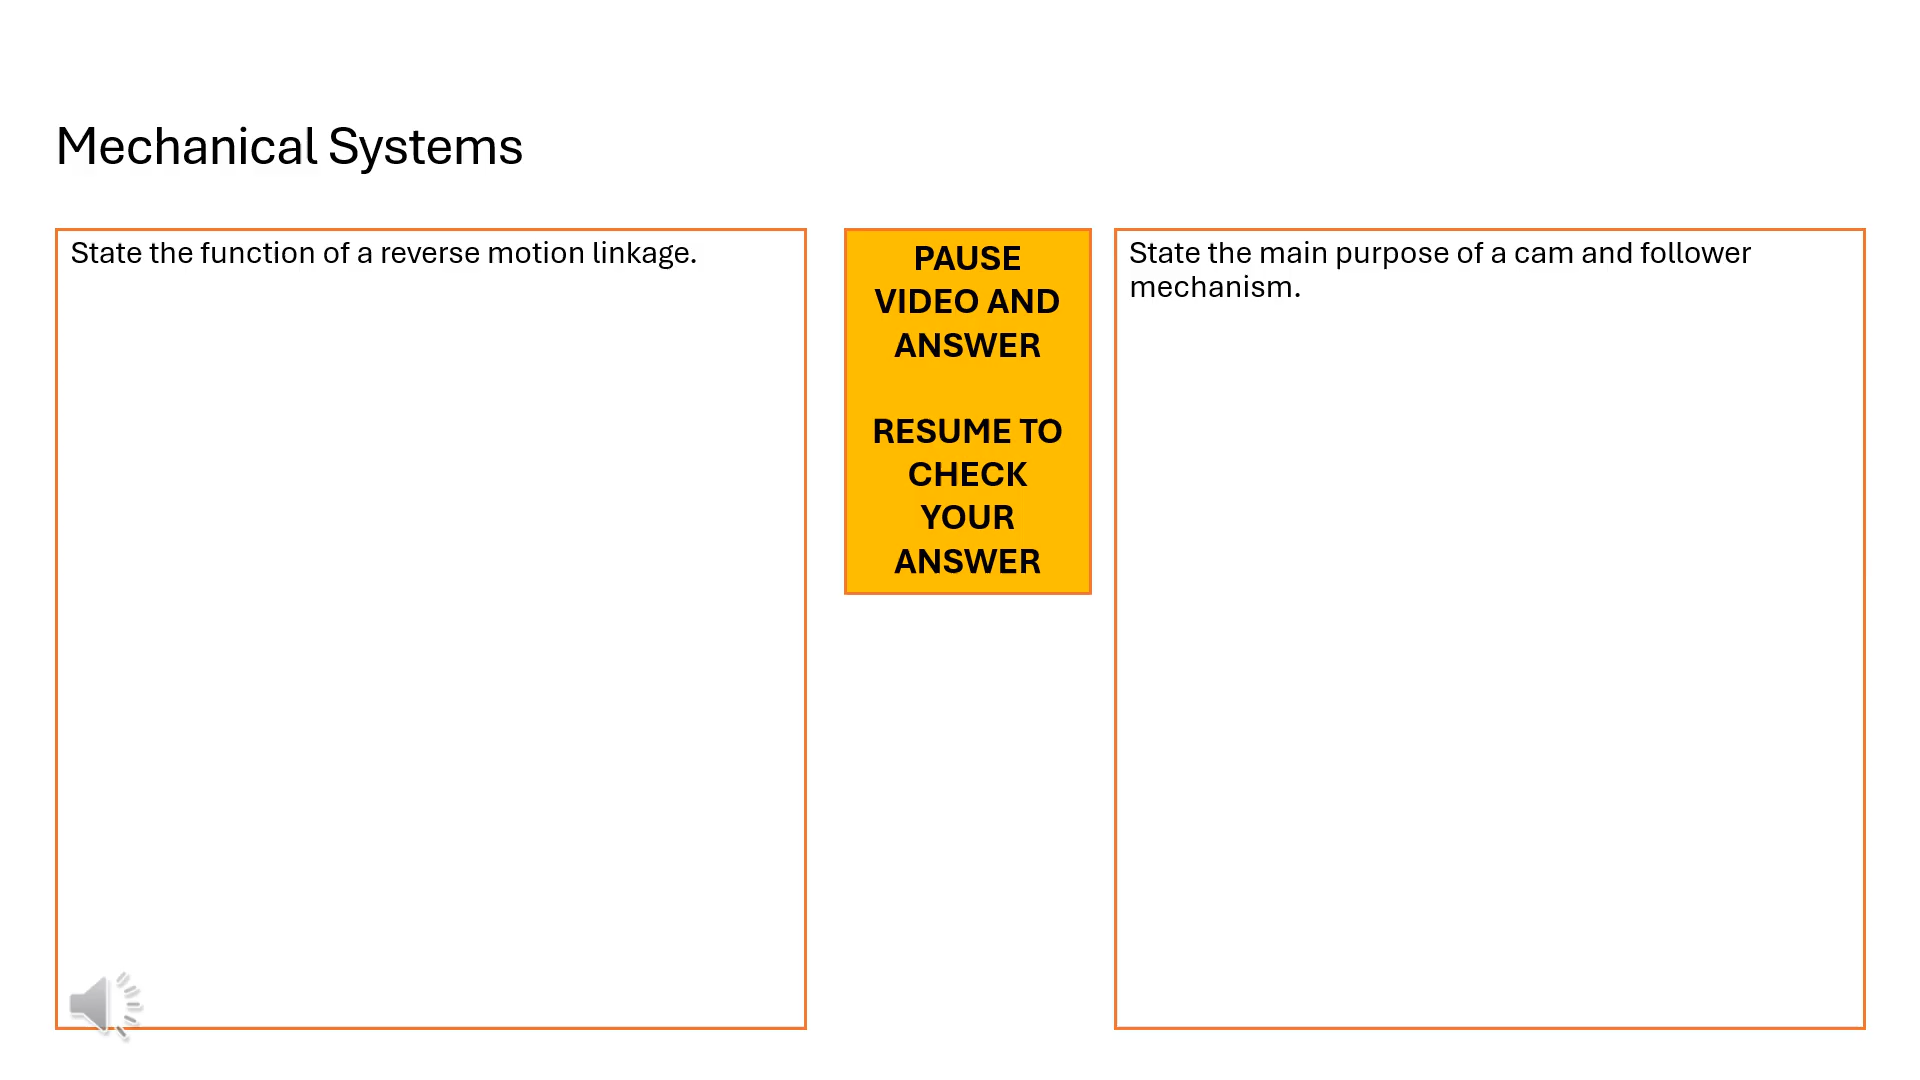 Mechanical Systems
State the function of a reverse motion linkage.
PAUSE
VIDEO AND
ANSWER
RESUME TO
CHECK
YOUR
ANSWER
State the main purpose of a cam and follower
mechanism.